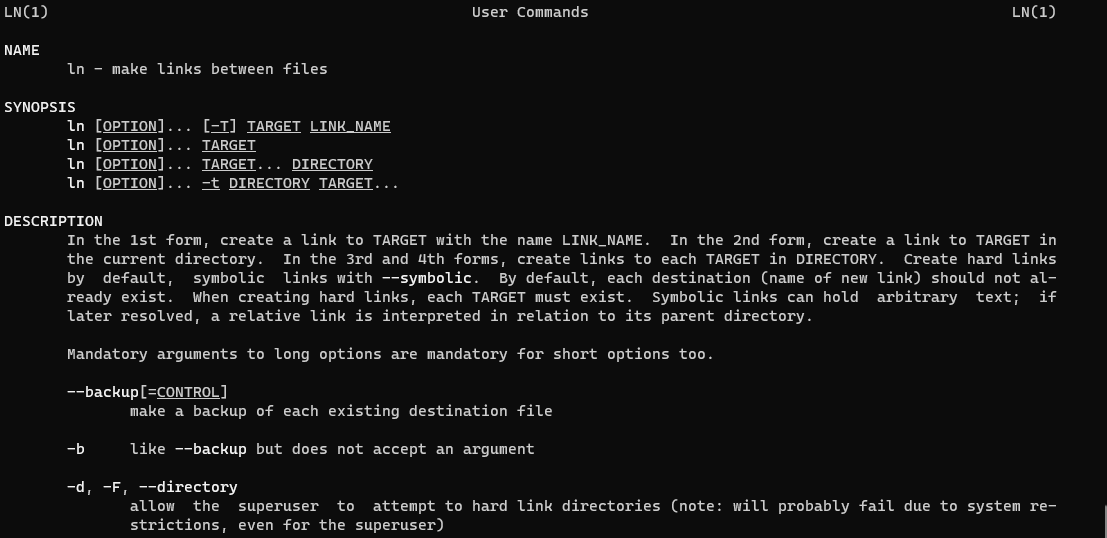 LN(1) User Commands LN(1)
NAME
ln - make links between files
SYNOPSIS
ln [OPTION]... [-T] TARGET LINK_NAME
ln [OPTION]... TARGET
ln [OPTION]... TARGET... DIRECTORY
ln [OPTION]... -t DIRECTORY TARGET...
DESCRIPTION
In the 1st form, create a link to TARGET with the name LINK_NAME.  In the 2nd form, create a link to TARGET in
the current directory.  In the 3rd and 4th forms, create links to each TARGET in DIRECTORY.  Create hard links
by  default,  symbolic  links with --symbolic.  By default, each destination (name of new link) should not al-
ready exist.  When creating hard links, each TARGET must exist.  Symbolic links can hold  arbitrary  text;  if
later resolved, a relative link is interpreted in relation to its parent directory.
Mandatory arguments to long options are mandatory for short options too.
--backup[=CONTROL]
make a backup of each existing destination file
-b     like --backup but does not accept an argument
-d, -F, --directory
allow  the  superuser  to  attempt to hard link directories (note: will probably fail due to system re-
strictions, even for the superuser)